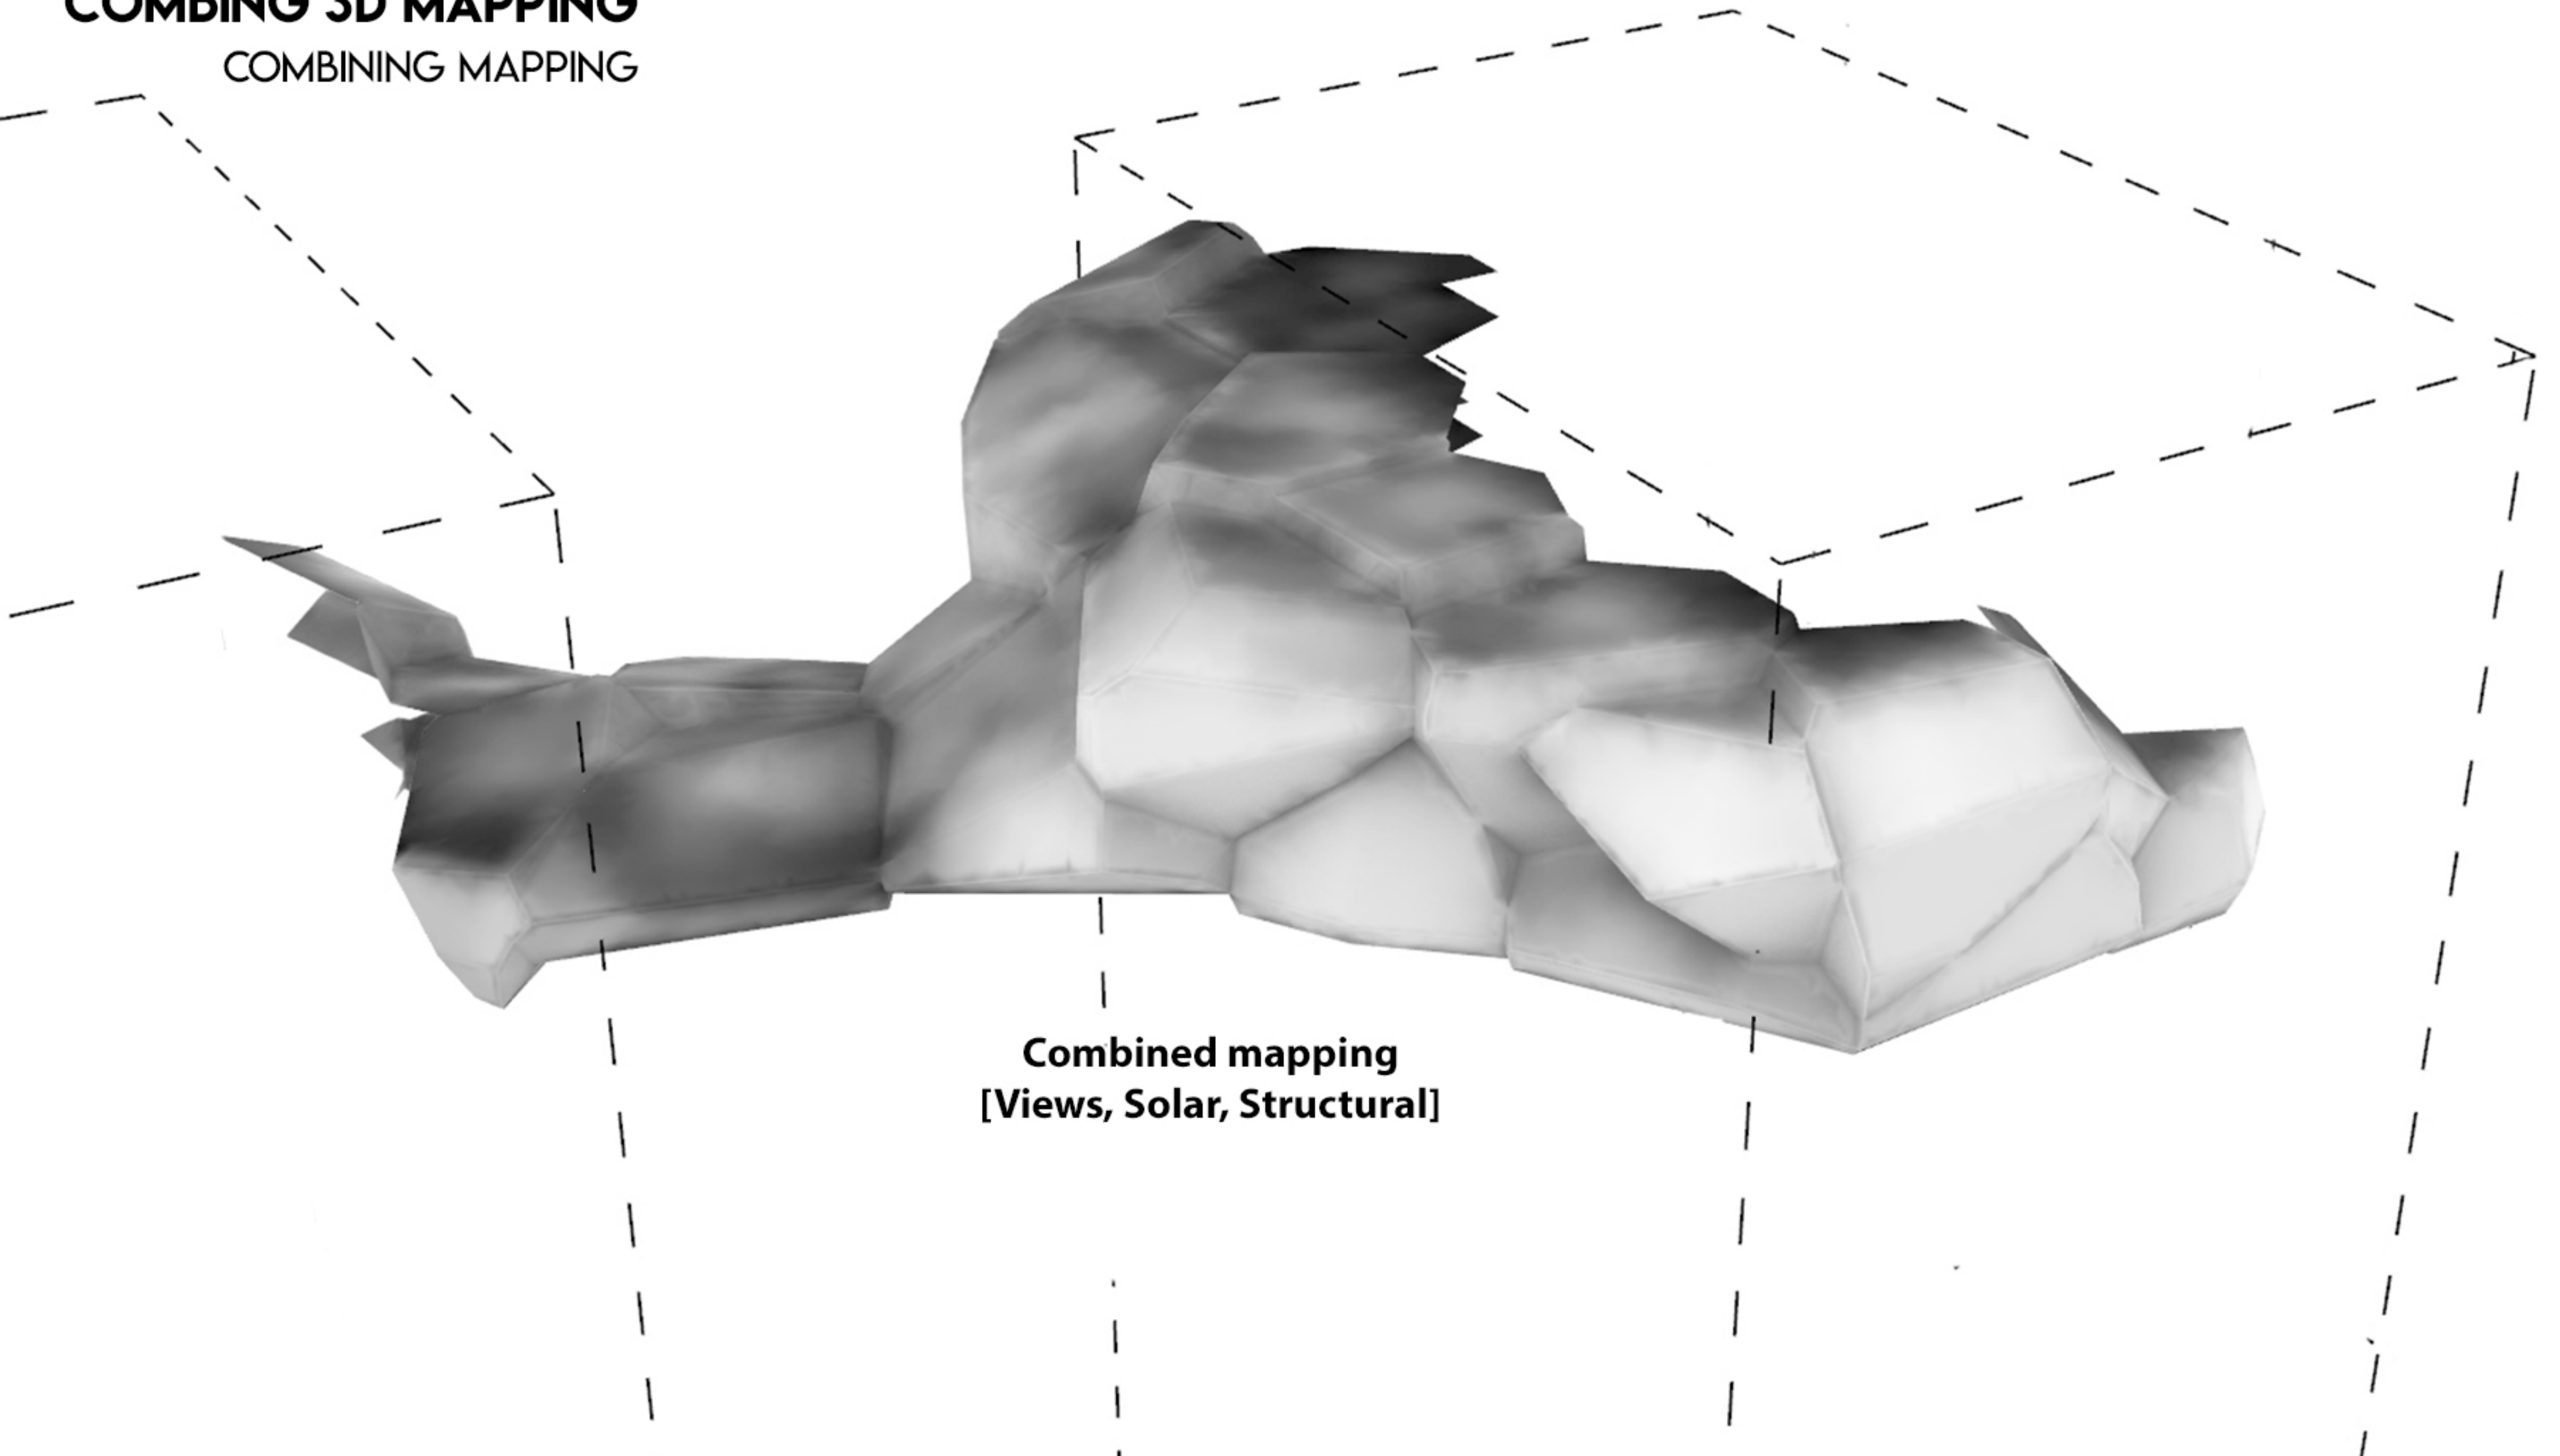 COMBING 3D MAPPING
COMBINING MAPPING
Combined mapping
[Views, Solar, Structural]